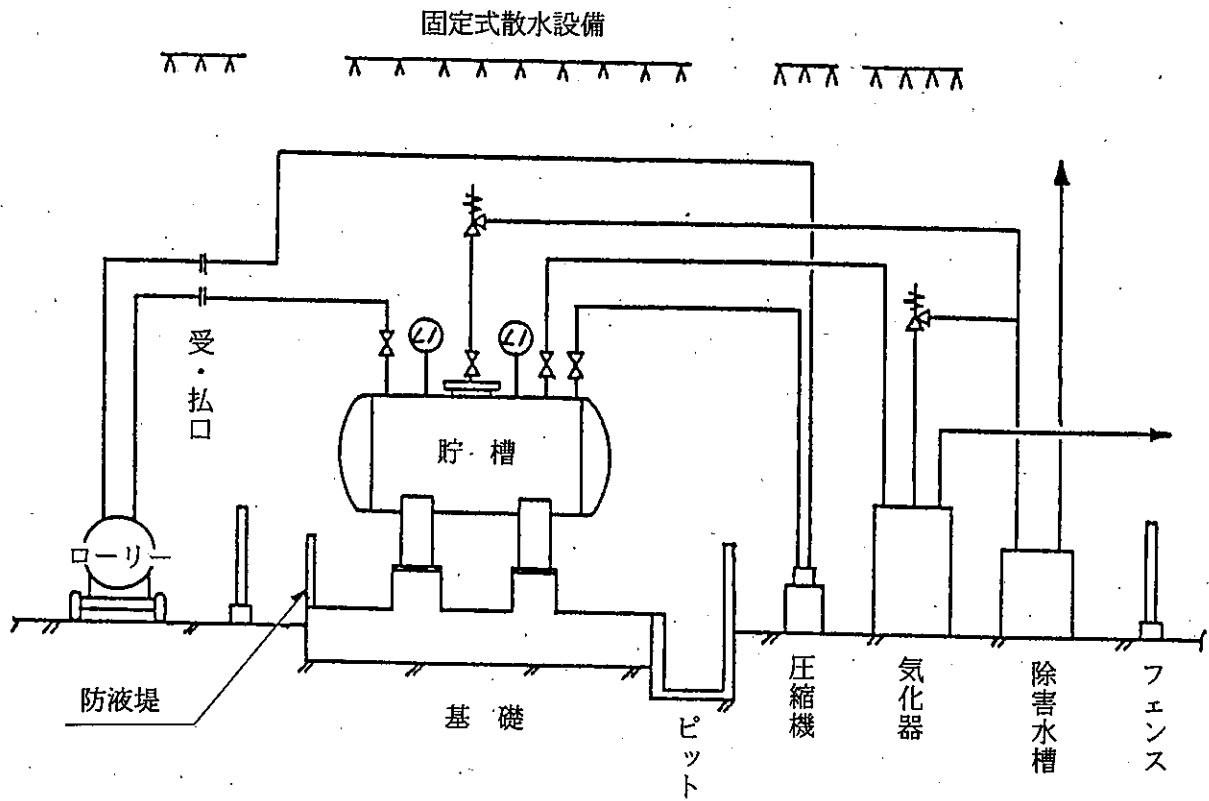 固定式散水設備
受・払口
LI
LI
貯槽
ローリー
防液堤
基礎
ピット
圧縮機
気化器
除害水槽
フェンス